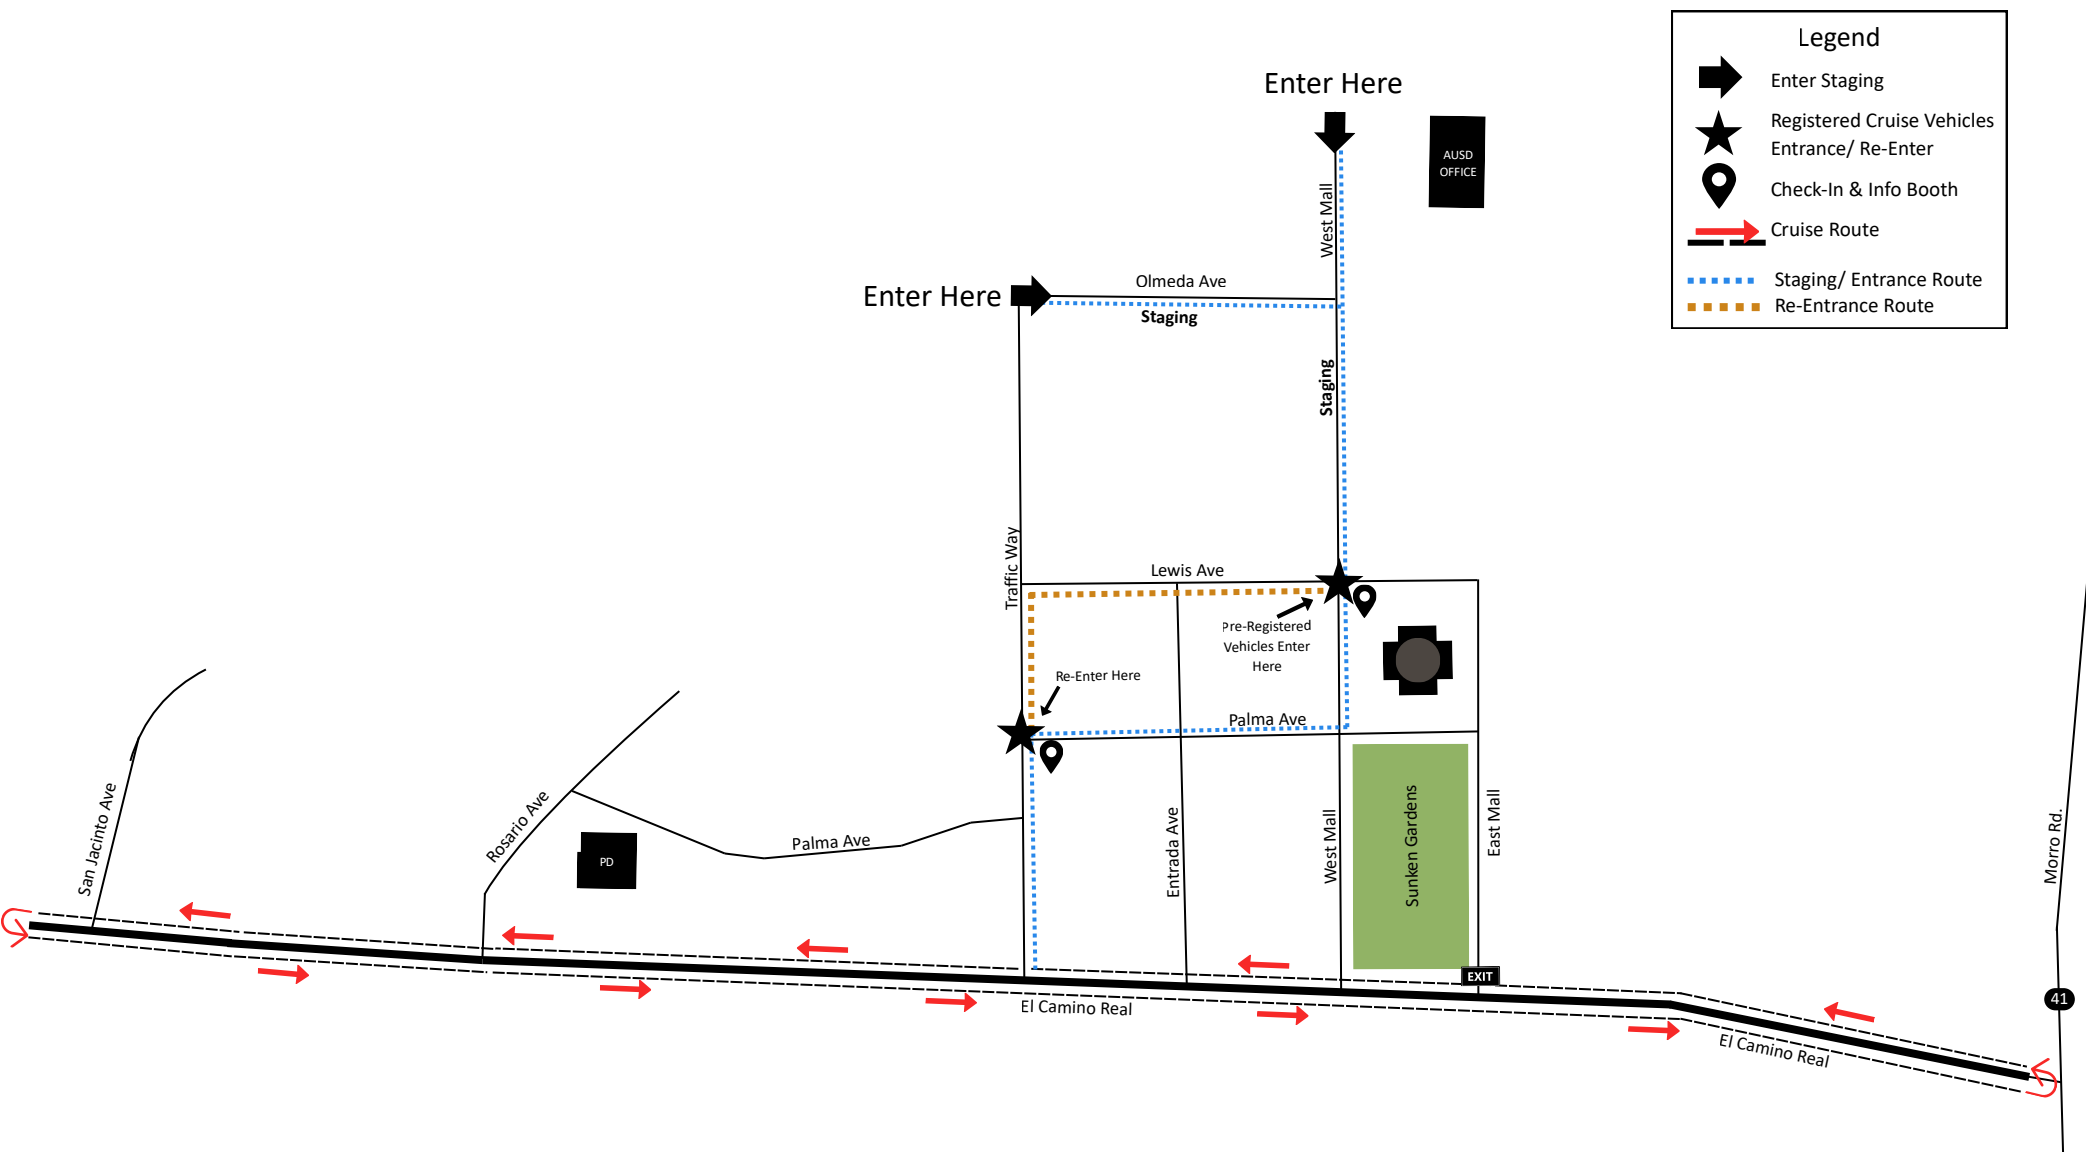 Legend
Enter Staging
Registered Cruise Vehicles
Entrance/ Re-Enter
Check-In & Info Booth
Cruise Route
Staging/ Entrance Route
Re-Entrance Route
Enter Here
AUSD
OFFICE
West Mall
Enter Here
Olmeda Ave
Staging
Staging
Traffic Way
Lewis Ave
Pre-Registered
Vehicles Enter
Here
Re-Enter Here
Palma Ave
San Jacinto Ave
Rosario Ave
PD
Palma Ave
Entrada Ave
West Mall
Sunken Gardens
East Mall
Morro Rd.
EXIT
41
El Camino Real
El Camino Real